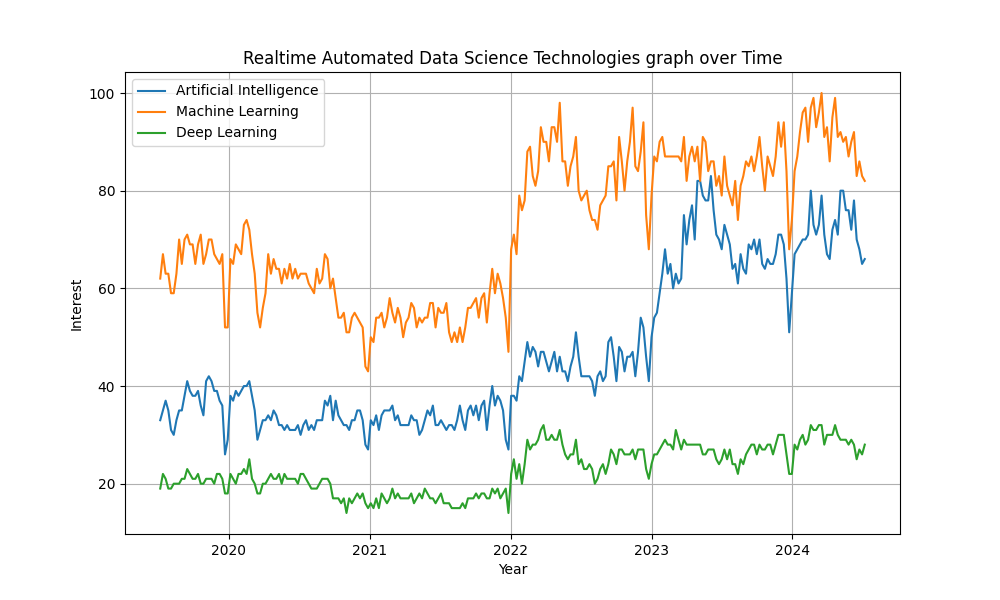 Realtime Automated Data Science Technologies graph over Time
Artificial Intelligence
Machine Learning
Deep Learning
100
80
60
40
20
Interest
2020
2021
2022
2023
2024
Year